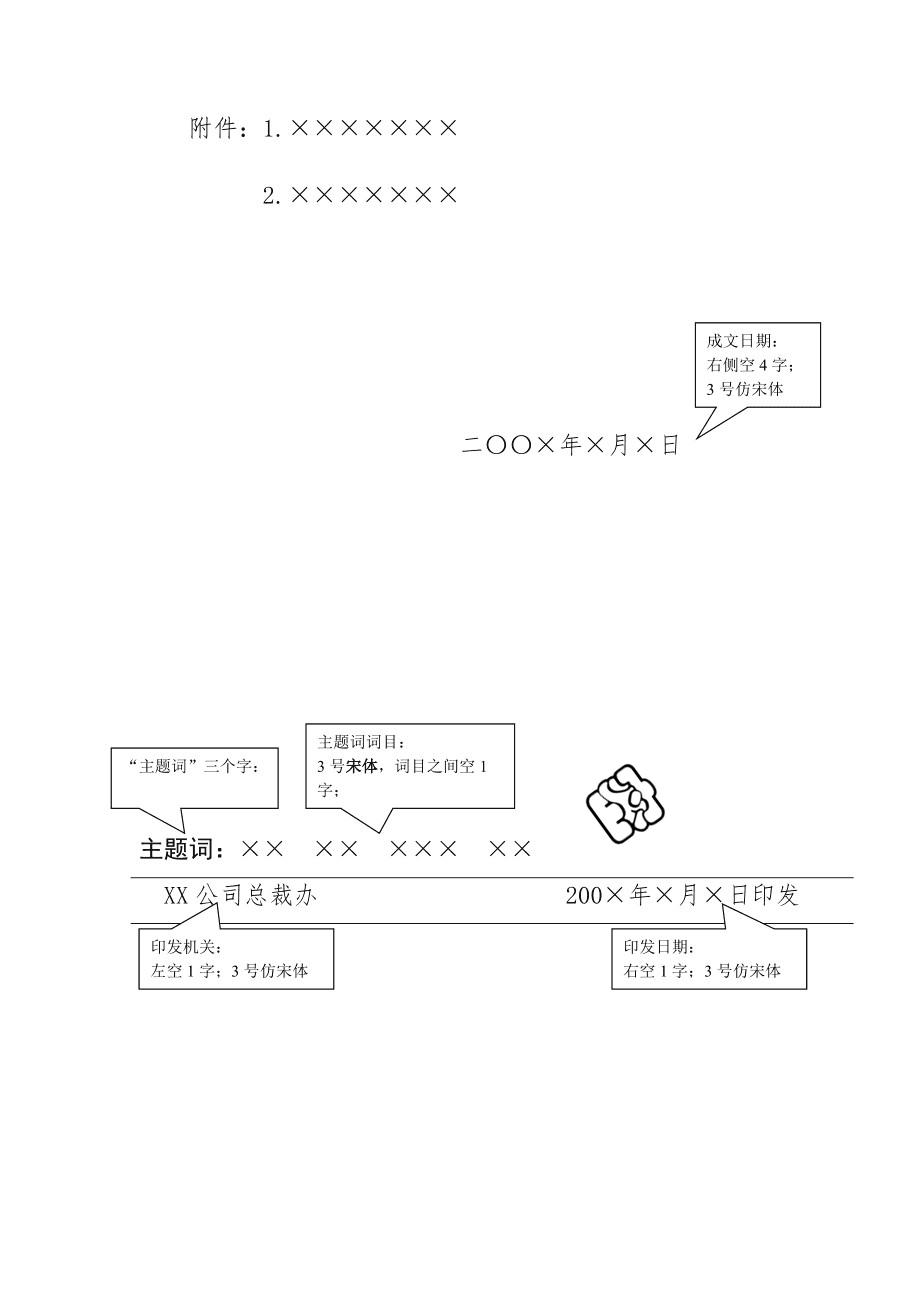 附件：1.×××××××
2.×××××××
成文日期：
右侧空 4 字；
3 号仿宋体
二〇〇×年×月×日
“主题词”三个字：
主题词词目：
3 号宋体，词目之间空 1
字；
主题词：××　××　×××　××
XX 公司总裁办　200×年×月×日印发
印发机关：
左空 1 字；3 号仿宋体
印发日期：
右空 1 字；3 号仿宋体